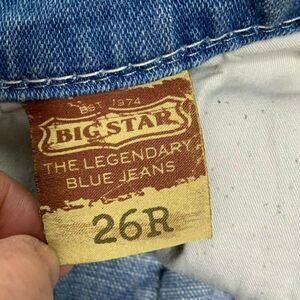 EST 1974
BIG STAR
THE LEGENDARY
BLUE JEANS
26R